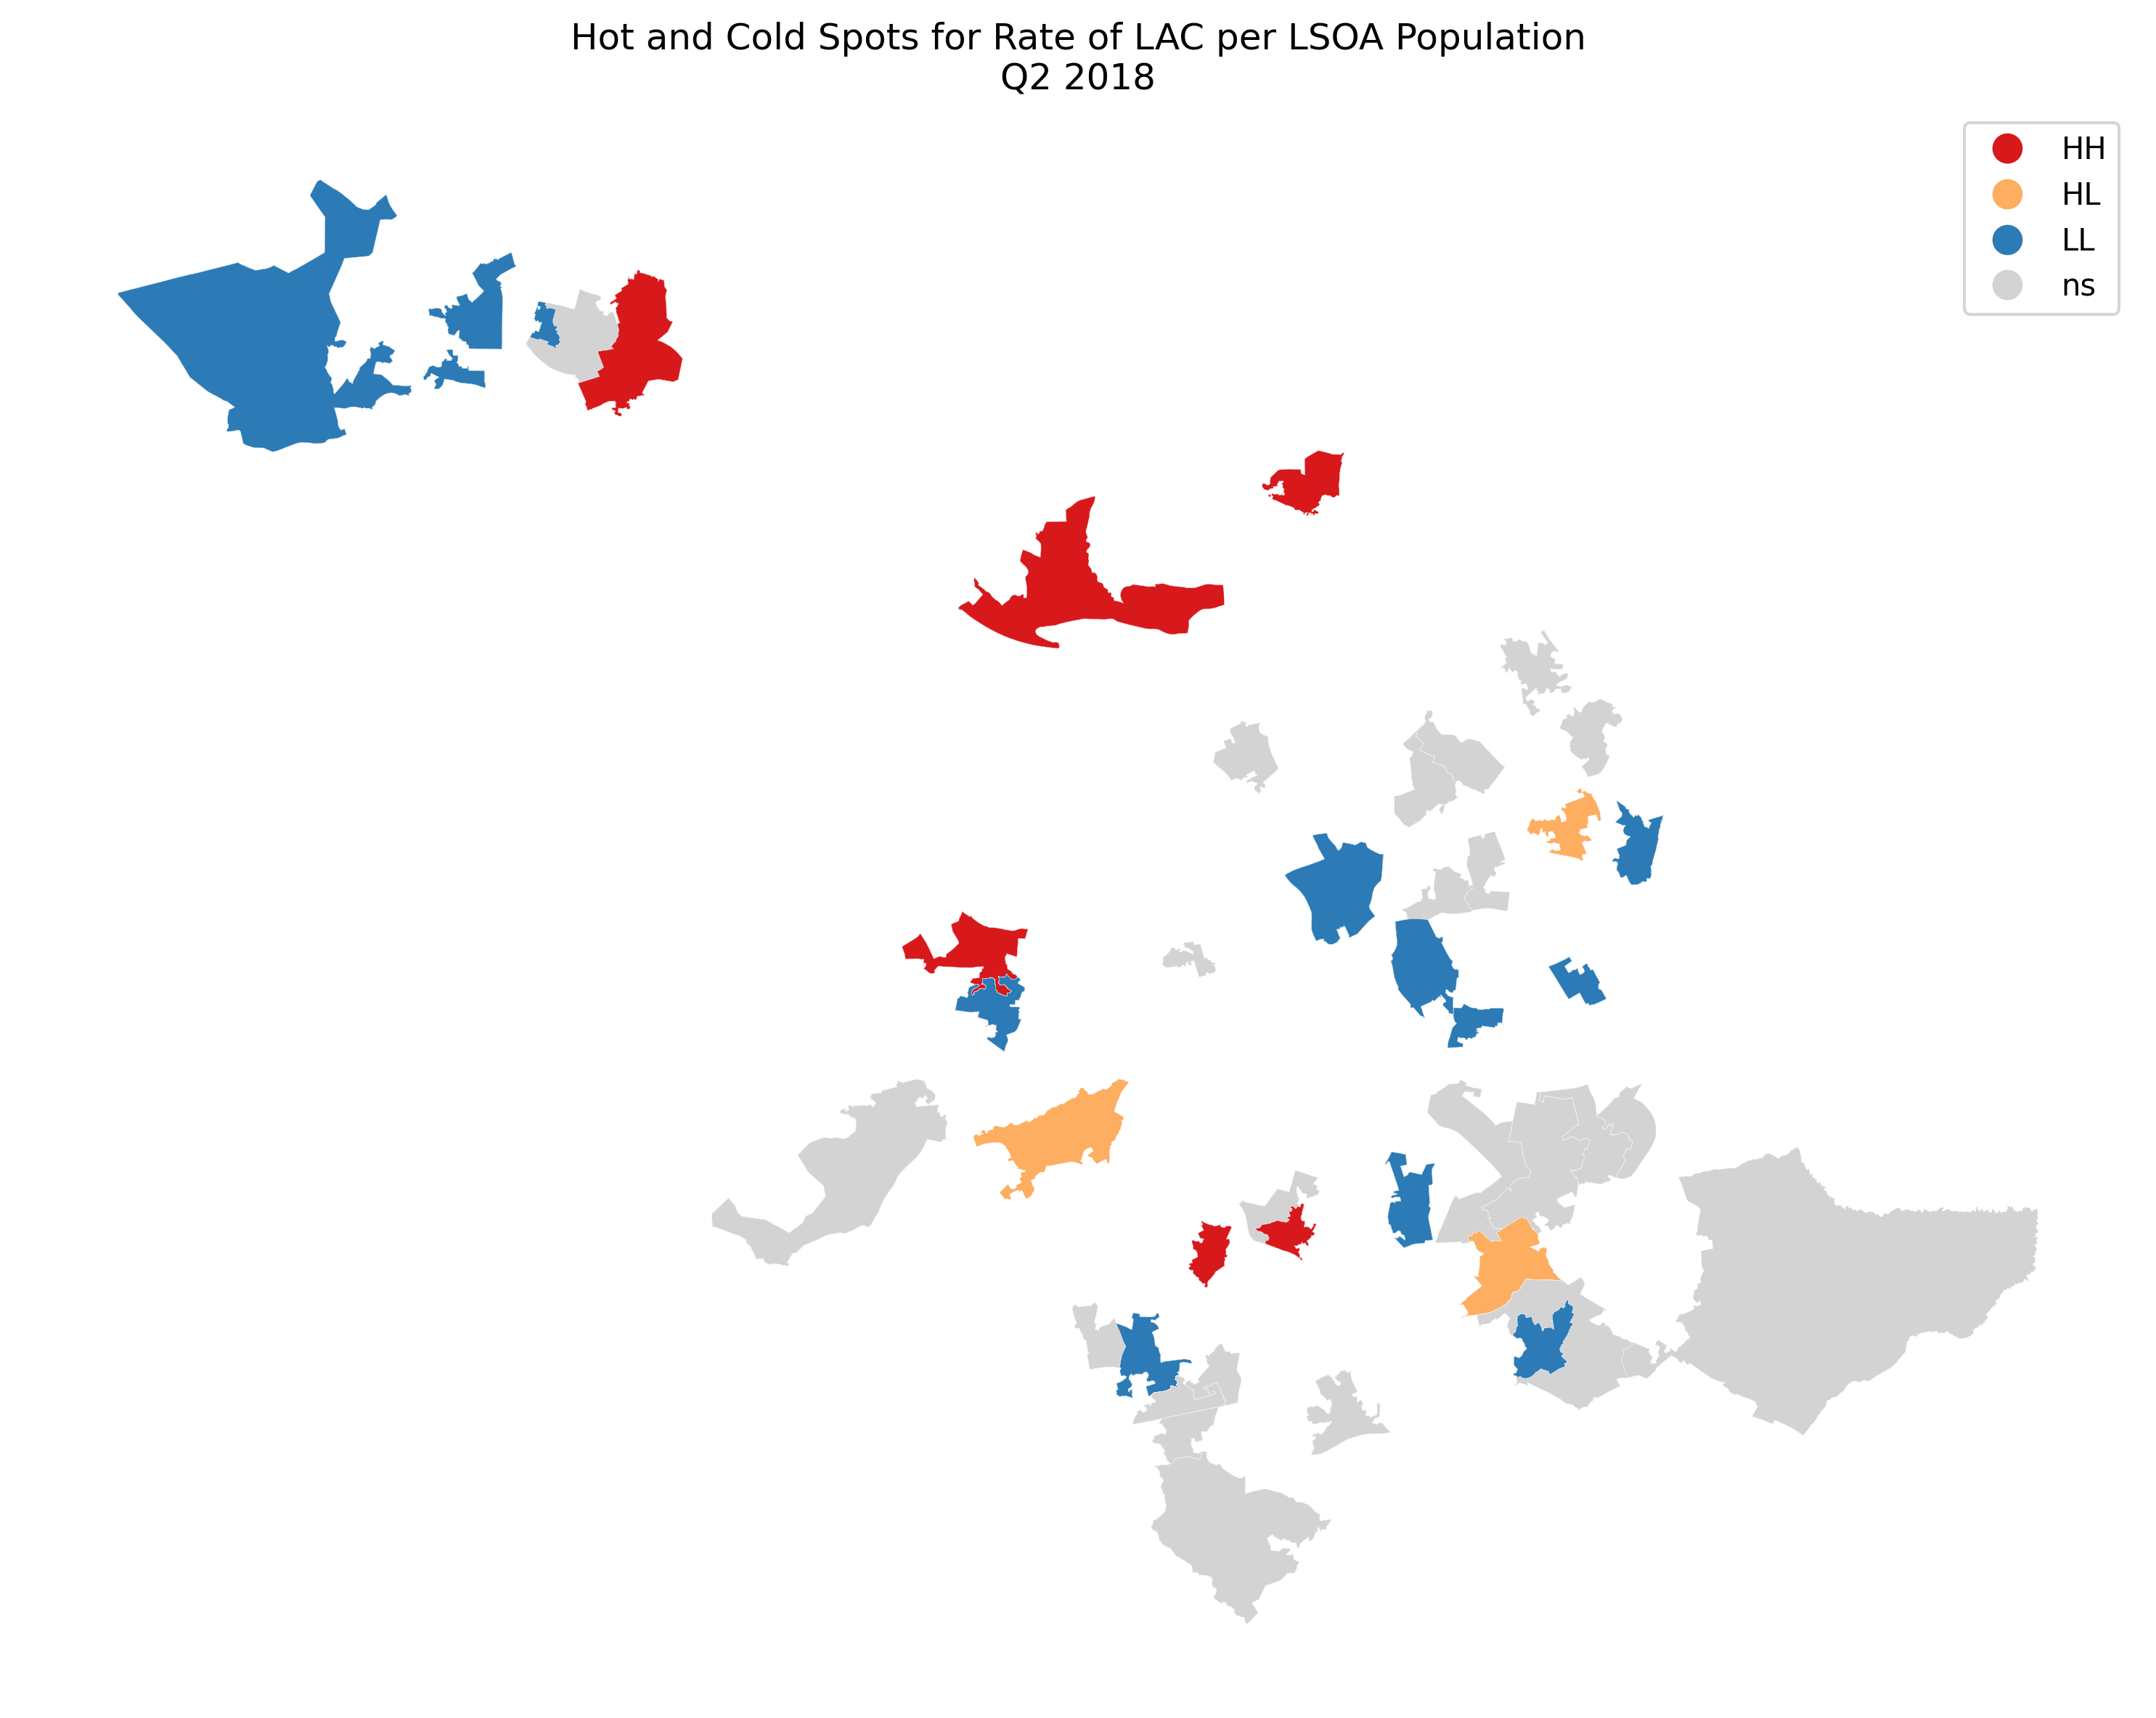 Hot and Cold Spots for Rate of LAC per LSOA Population
Q2 2018
HH
HL
LL
ns